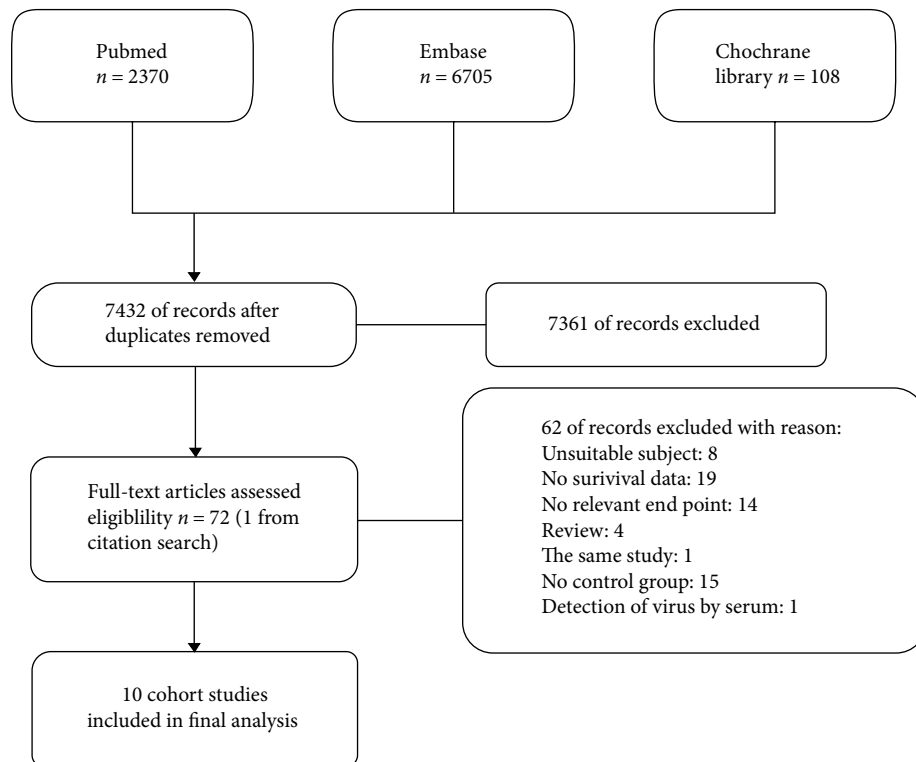 Pubmed
n = 2370
Embase
n = 6705
Chochrane
library n = 108
7432 of records after
duplicates removed
7361 of records excluded
Full-text articles assessed
eligiblility n = 72 (1 from
citation search)
62 of records excluded with reason:
Unsuitable subject: 8
No surivival data: 19
No relevant end point: 14
Review: 4
The same study: 1
No control group: 15
Detection of virus by serum: 1
10 cohort studies
included in final analysis